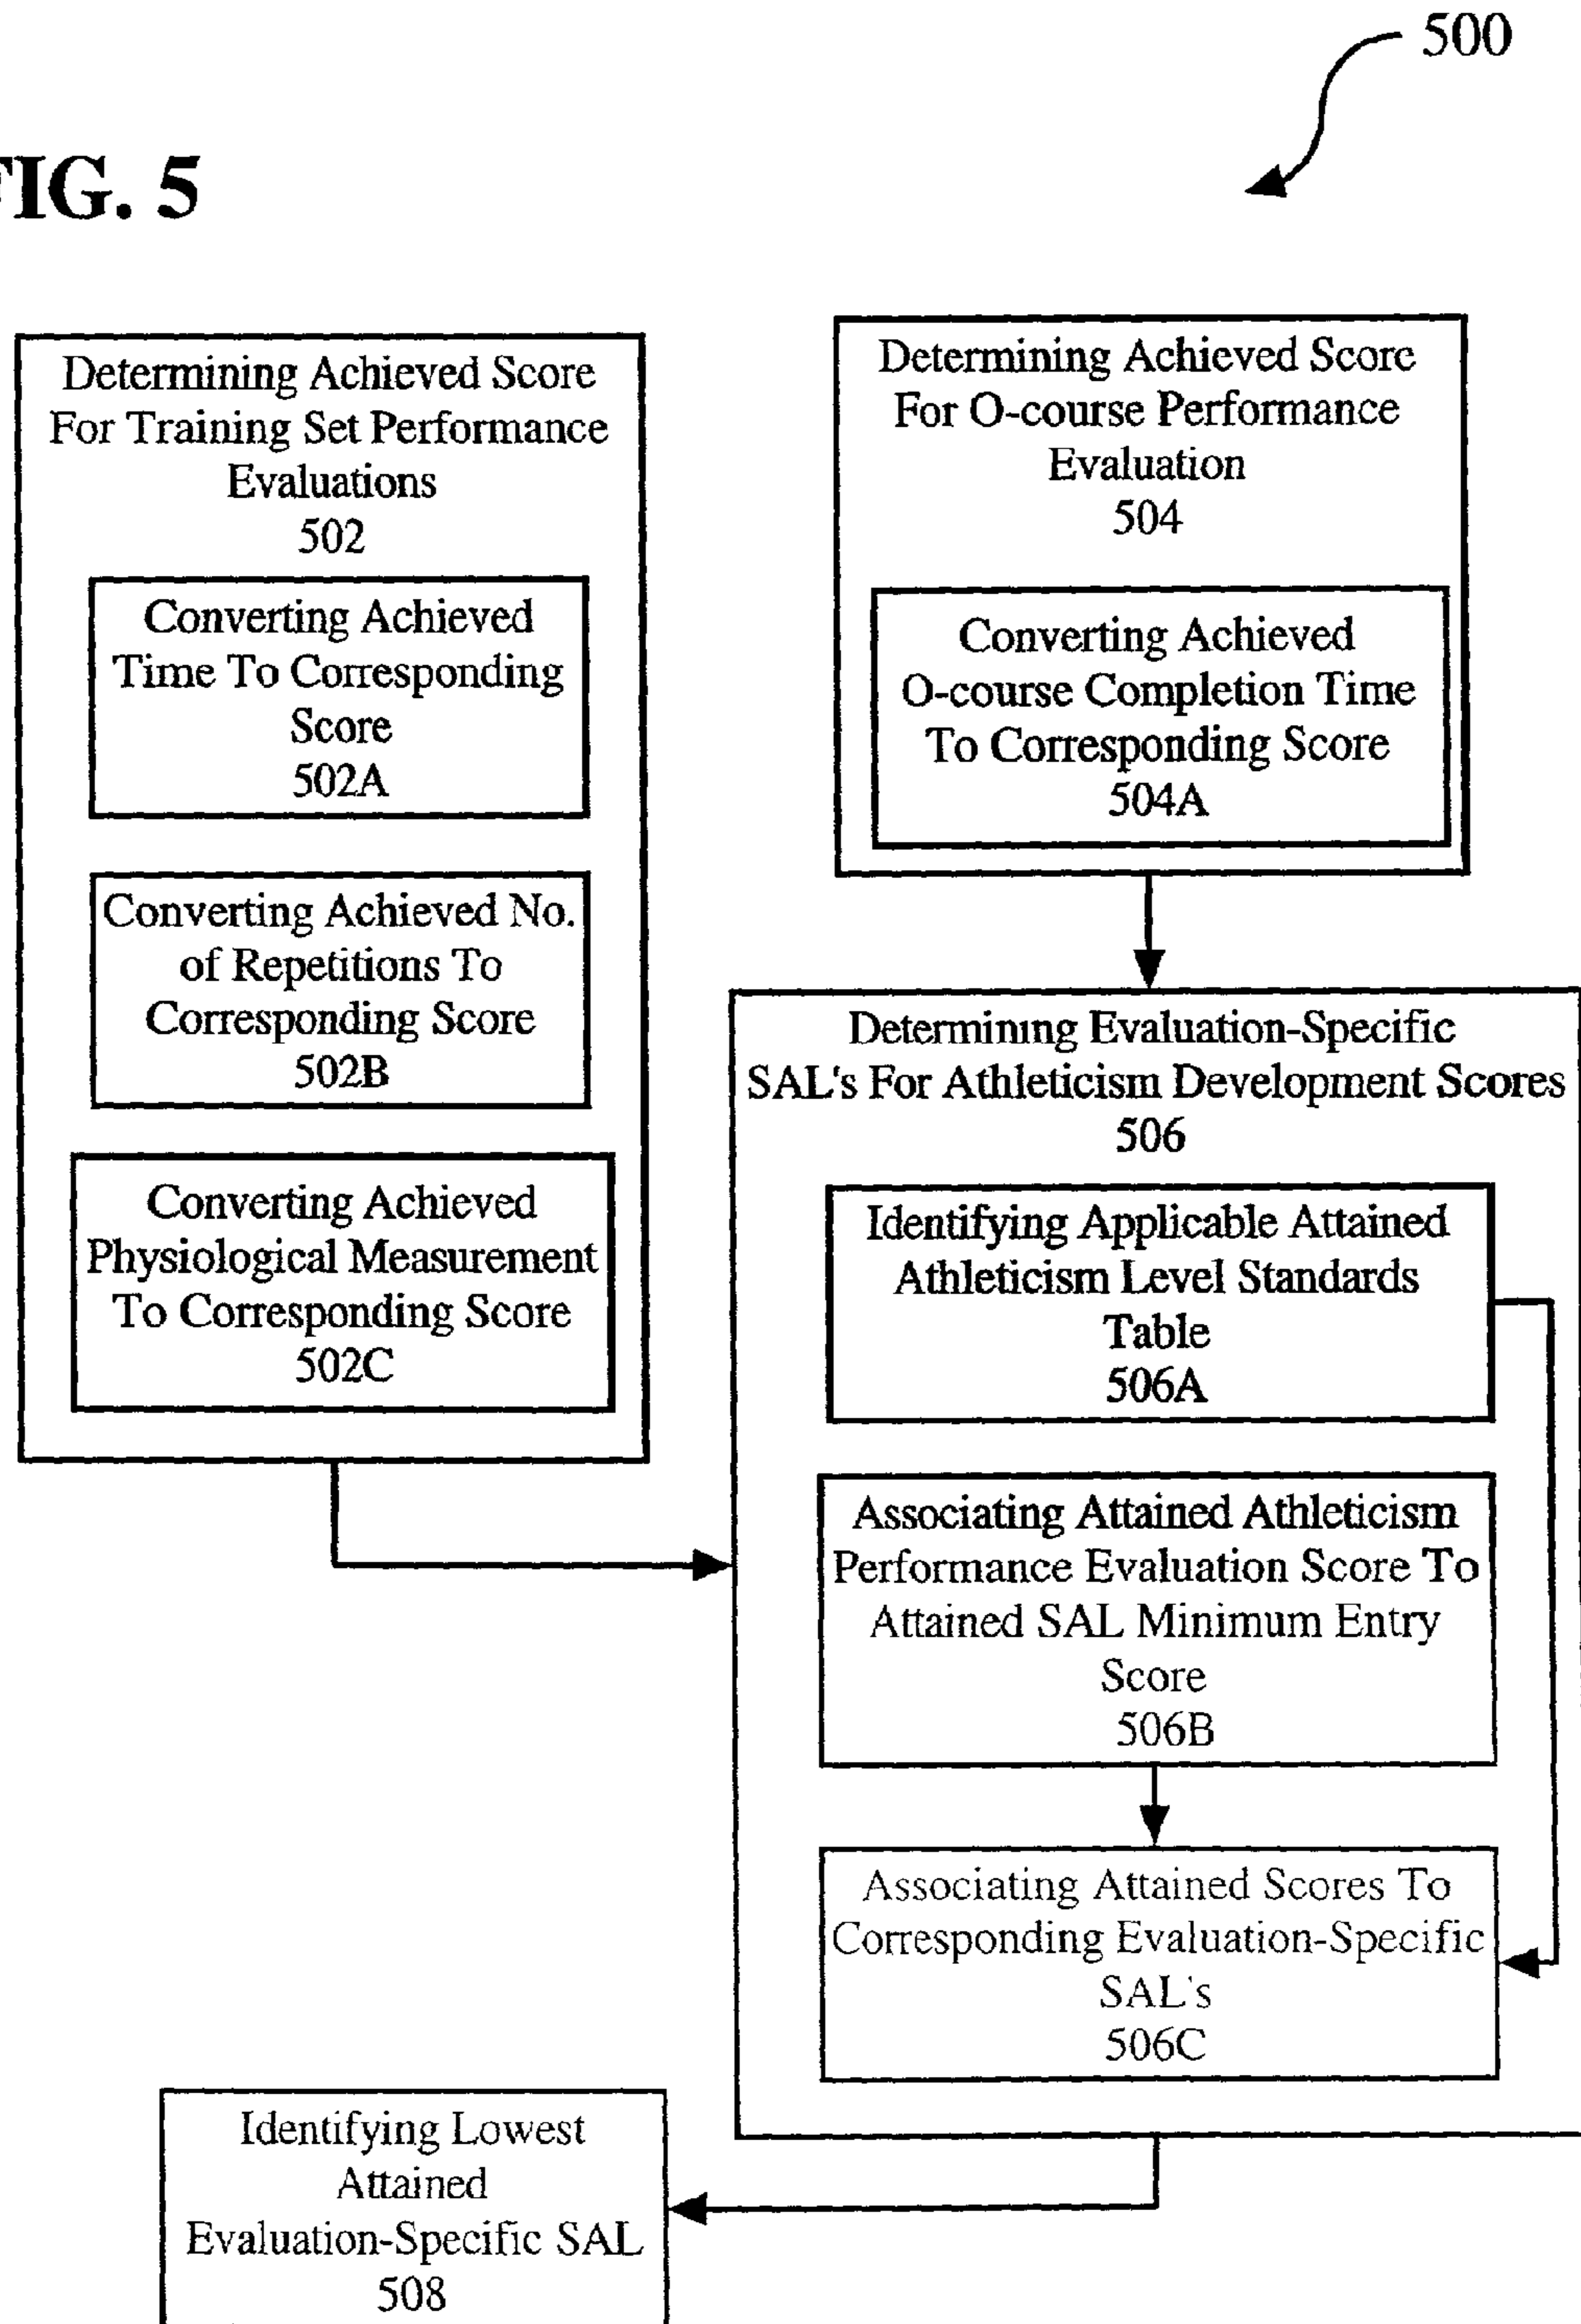 500
FIG. 5
Determining Achieved Score
For Training Set Performance
Evaluations
502
Converting Achieved
Time To Corresponding
Score
502A
Converting Achieved No.
of Repetitions To
Corresponding Score
502B
Converting Achieved
Physiological Measurement
To Corresponding Score
502C
Determining Achieved Score
For O-course Performance
Evaluation
504
Converting Achieved
O-course Completion Time
To Corresponding Score
504A
Determining Evaluation-Specific
SAL's For Athleticism Development Scores
506
Identifying Applicable Attained
Athleticism Level Standards
Table
506A
Associating Attained Athleticism
Performance Evaluation Score To
Attained SAL Minimum Entry
Score
506B
Associating Attained Scores To
Corresponding Evaluation-Specific
SAL's
506C
Identifying Lowest
Attained
Evaluation-Specific SAL
508